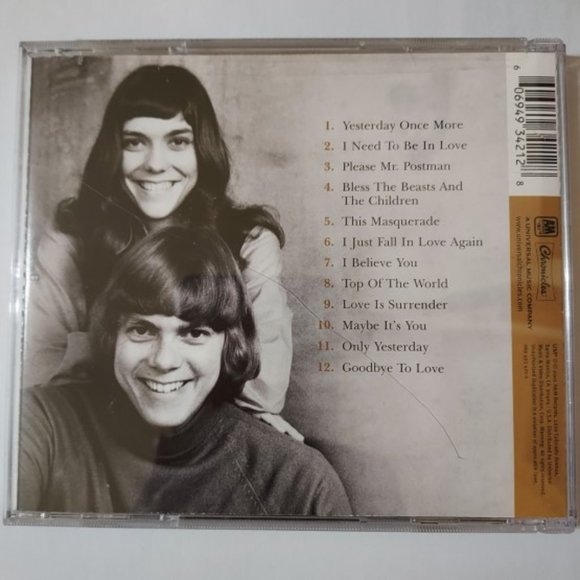 1. Yesterday Once More
2. I Need To Be In Love
3. Please Mr. Postman
4. Bless The Beasts And
The Children
5. This Masquerade
6. I Just Fall In Love Again
7. I Believe You
8. Top Of The World
9. Love Is Surrender
10. Maybe It's You
11. Only Yesterday
12. Goodbye To Love
6 06949 34212 8
A&M
Chronicles
A UNIVERSAL MUSIC COMPANY
www.universalchronicles.com